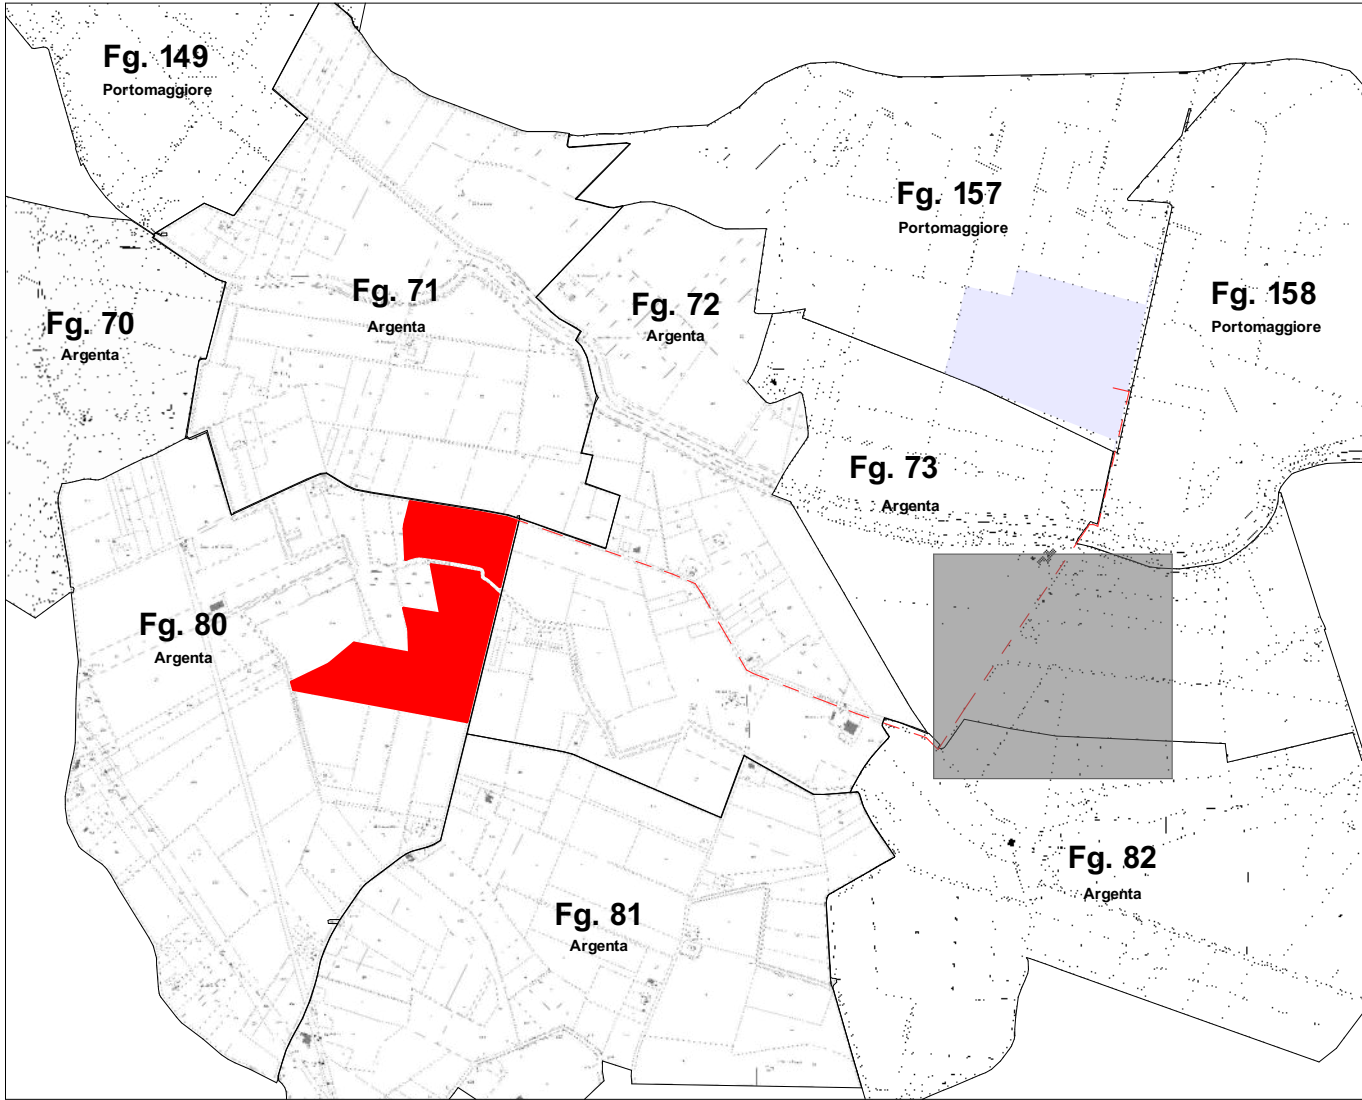 Fg. 149
Portomaggiore
Fg. 157
Portomaggiore
Fg. 71
Argenta
Fg. 72
Argenta
Fg. 158
Portomaggiore
Fg. 70
Argenta
Fg. 73
Argenta
Fg. 80
Argenta
Fg. 82
Argenta
Fg. 81
Argenta